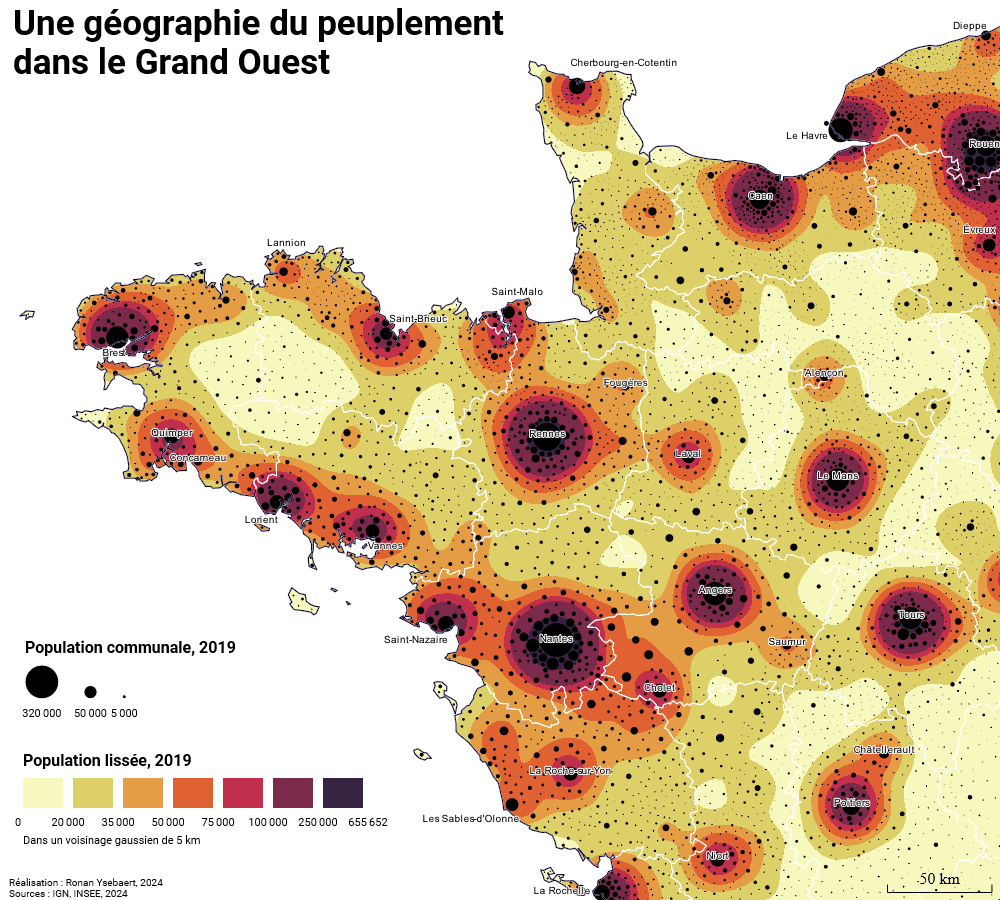 Une géographie du peuplement
dans le Grand Ouest
Dieppe
Cherbourg-en-Cotentin
Le Havre
Rouen
Caen
Évreux
Lannion
Saint-Malo
Saint-Brieuc
Brest
Alençon
Fougères
Quimper
Rennes
Concarneau
Laval
Le Mans
Lorient
Vannes
Angers
Tours
Saint-Nazaire
Nantes
Saumur
Cholet
Châtellerault
La Roche-sur-Yon
Poitiers
Les Sables-d'Olonne
Niort
La Rochelle
Population communale, 2019
320 000 50 000 5 000
Population lissée, 2019
0 20 000 35 000 50 000 75 000 100 000 250 000 655 652
Dans un voisinage gaussien de 5 km
Réalisation : Ronan Ysebaert, 2024
Sources : IGN, INSEE, 2024
50 km